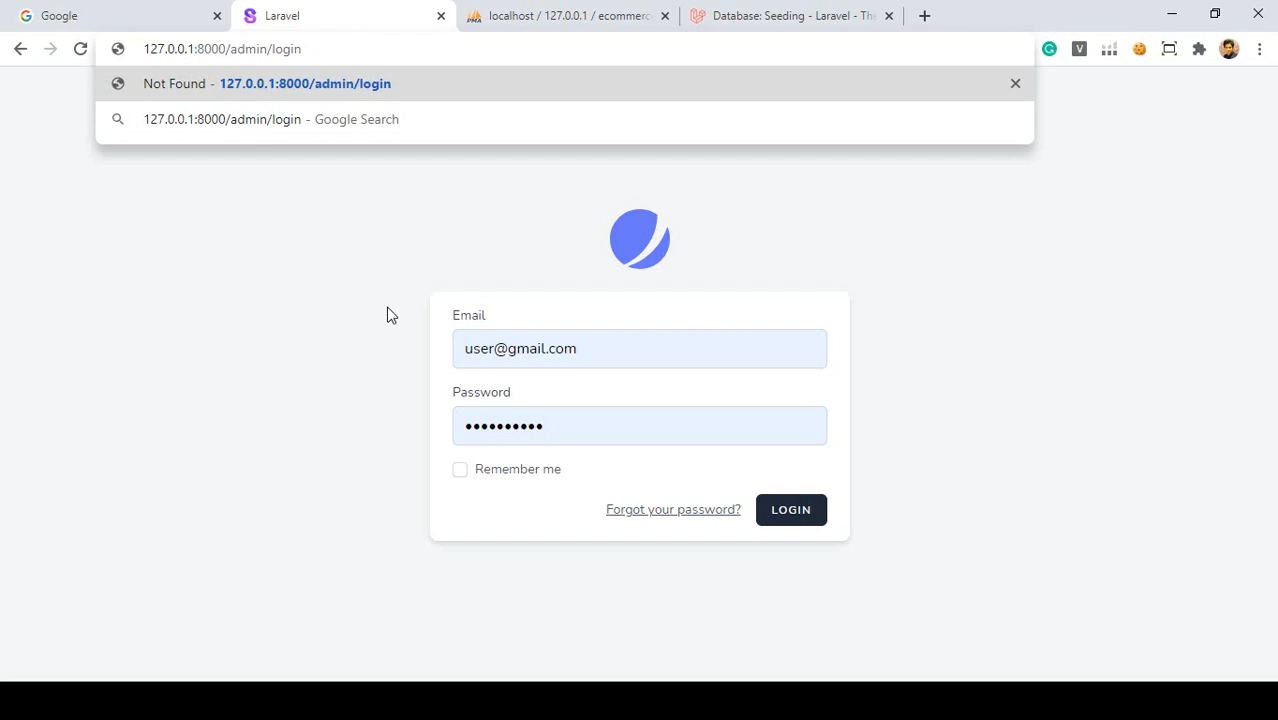 Google
Laravel
localhost / 127.0.0.1 / ecommerc
Database: Seeding - Laravel - The
127.0.0.1:8000/admin/login
Not Found - 127.0.0.1:8000/admin/login
127.0.0.1:8000/admin/login - Google Search
V
Email
user@gmail.com
Password
Remember me
Forgot your password?
LOGIN